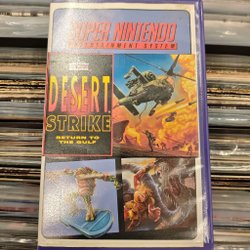 SUPER NINTENDO
ENTERTAINMENT SYSTEM
DESERT
STRIKE
RETURN TO THE GULF